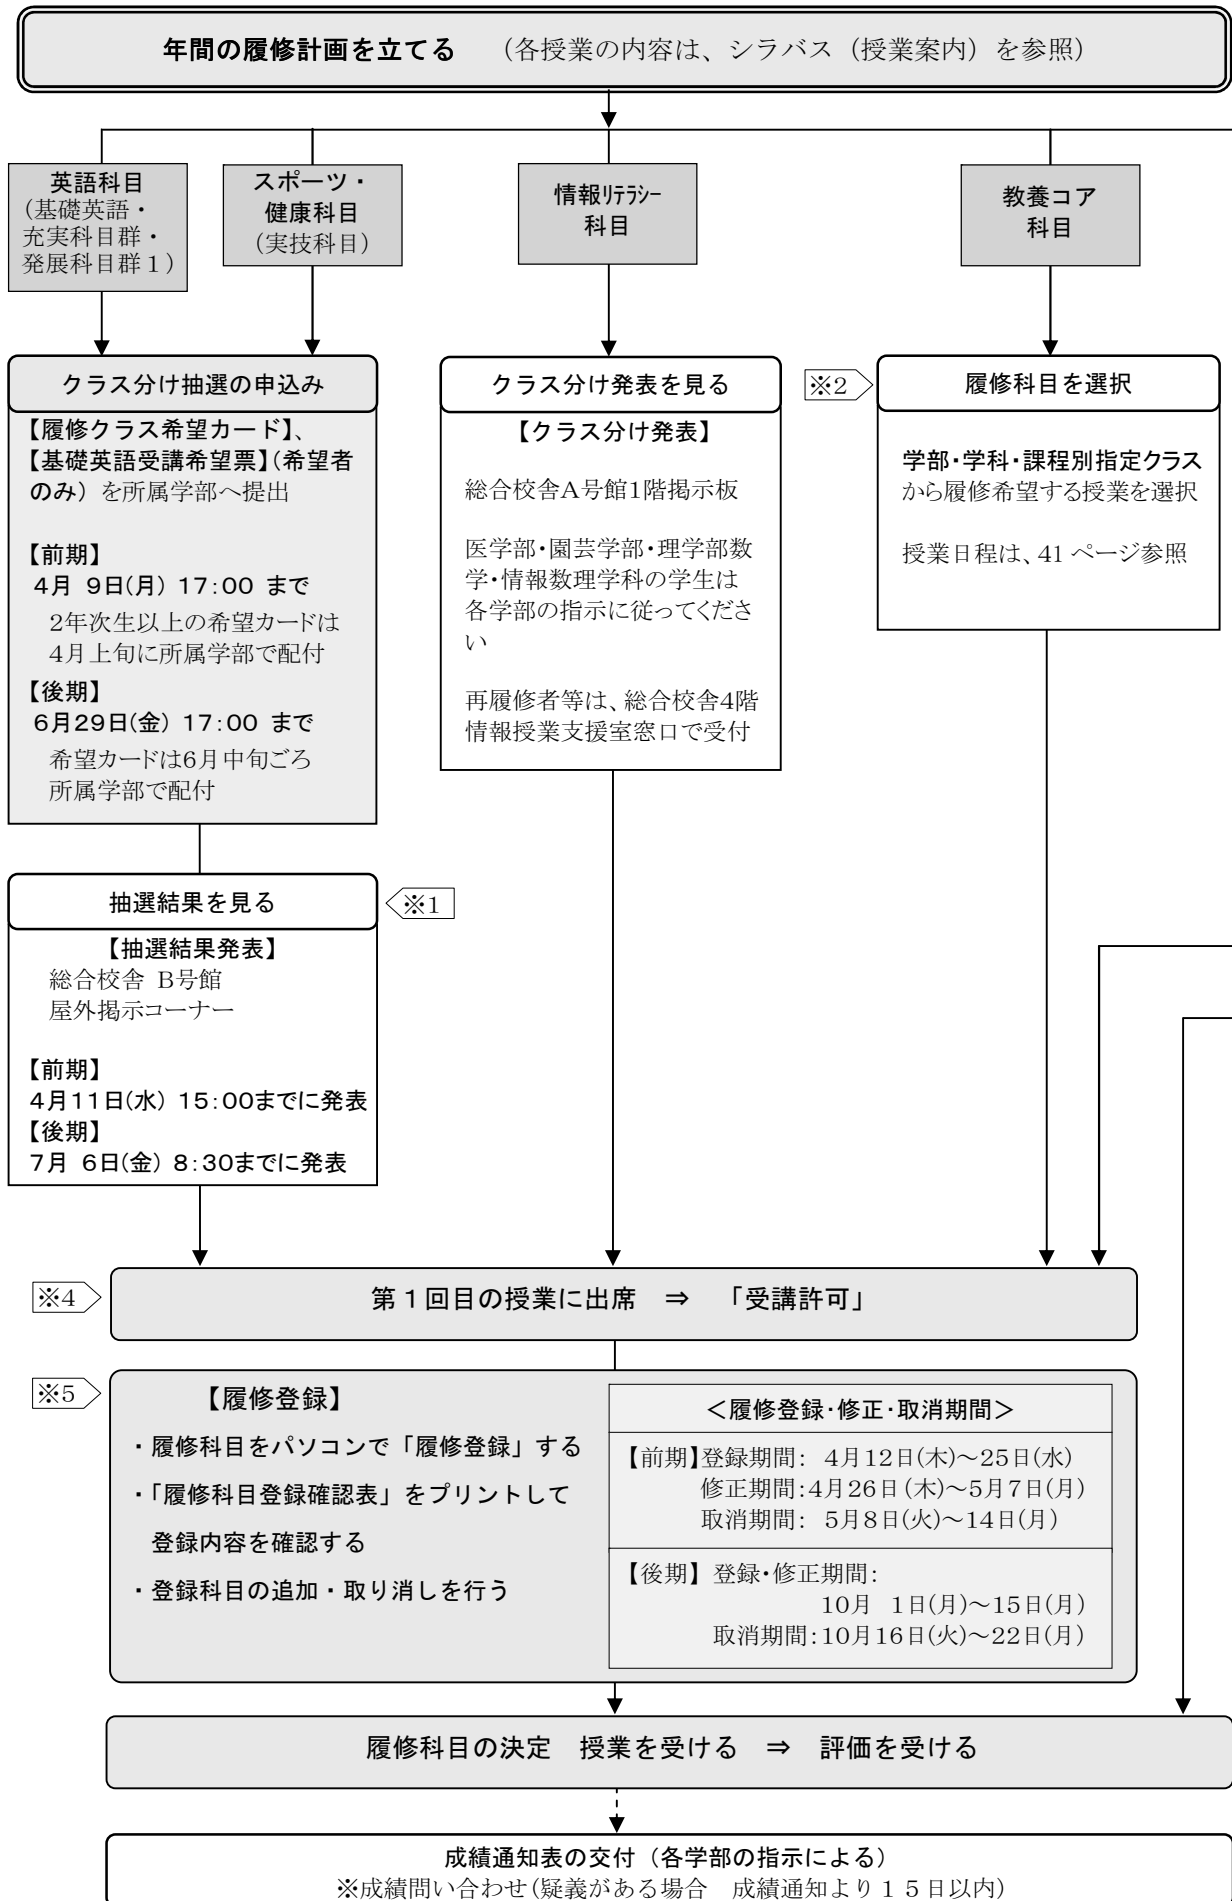 年間の履修計画を立てる　（各授業の内容は、シラバス（授業案内）を参照）
英語科目
（基礎英語・
充実科目群・
発展科目群１）
スポーツ・
健康科目
（実技科目）
情報リテラシー
科目
教養コア
科目
クラス分け抽選の申込み
【履修クラス希望カード】、
【基礎英語受講希望票】（希望者
のみ）を所属学部へ提出
【前期】
4月 9日(月) 17:00 まで
2年次生以上の希望カードは
4月上旬に所属学部で配付
【後期】
6月29日(金) 17:00 まで
希望カードは6月中旬ごろ
所属学部で配付
クラス分け発表を見る
【クラス分け発表】
総合校舎A号館1階掲示板
医学部・園芸学部・理学部数
学・情報数理学科の学生は
各学部の指示に従ってくださ
い
再履修者等は、総合校舎4階
情報授業支援室窓口で受付
※2
履修科目を選択
学部・学科・課程別指定クラス
から履修希望する授業を選択
授業日程は、41 ページ参照
抽選結果を見る
※1
【抽選結果発表】
総合校舎 B号館
屋外掲示コーナー
【前期】
4月11日(水) 15:00までに発表
【後期】
7月 6日(金) 8:30までに発表
※4
第１回目の授業に出席　⇒　「受講許可」
※5
【履修登録】
・履修科目をパソコンで「履修登録」する
・「履修科目登録確認表」をプリントして
登録内容を確認する
・登録科目の追加・取り消しを行う
＜履修登録・修正・取消期間＞
【前期】登録期間： 4月12日(木)～25日(水)
修正期間：4月26日(木)～5月7日(月)
取消期間： 5月8日(火)～14日(月)
【後期】 登録・修正期間：
10月 1日(月)～15日(月)
取消期間：10月16日(火)～22日(月)
履修科目の決定　授業を受ける　⇒　評価を受ける
成績通知表の交付（各学部の指示による）
※成績問い合わせ(疑義がある場合　成績通知より１５日以内)